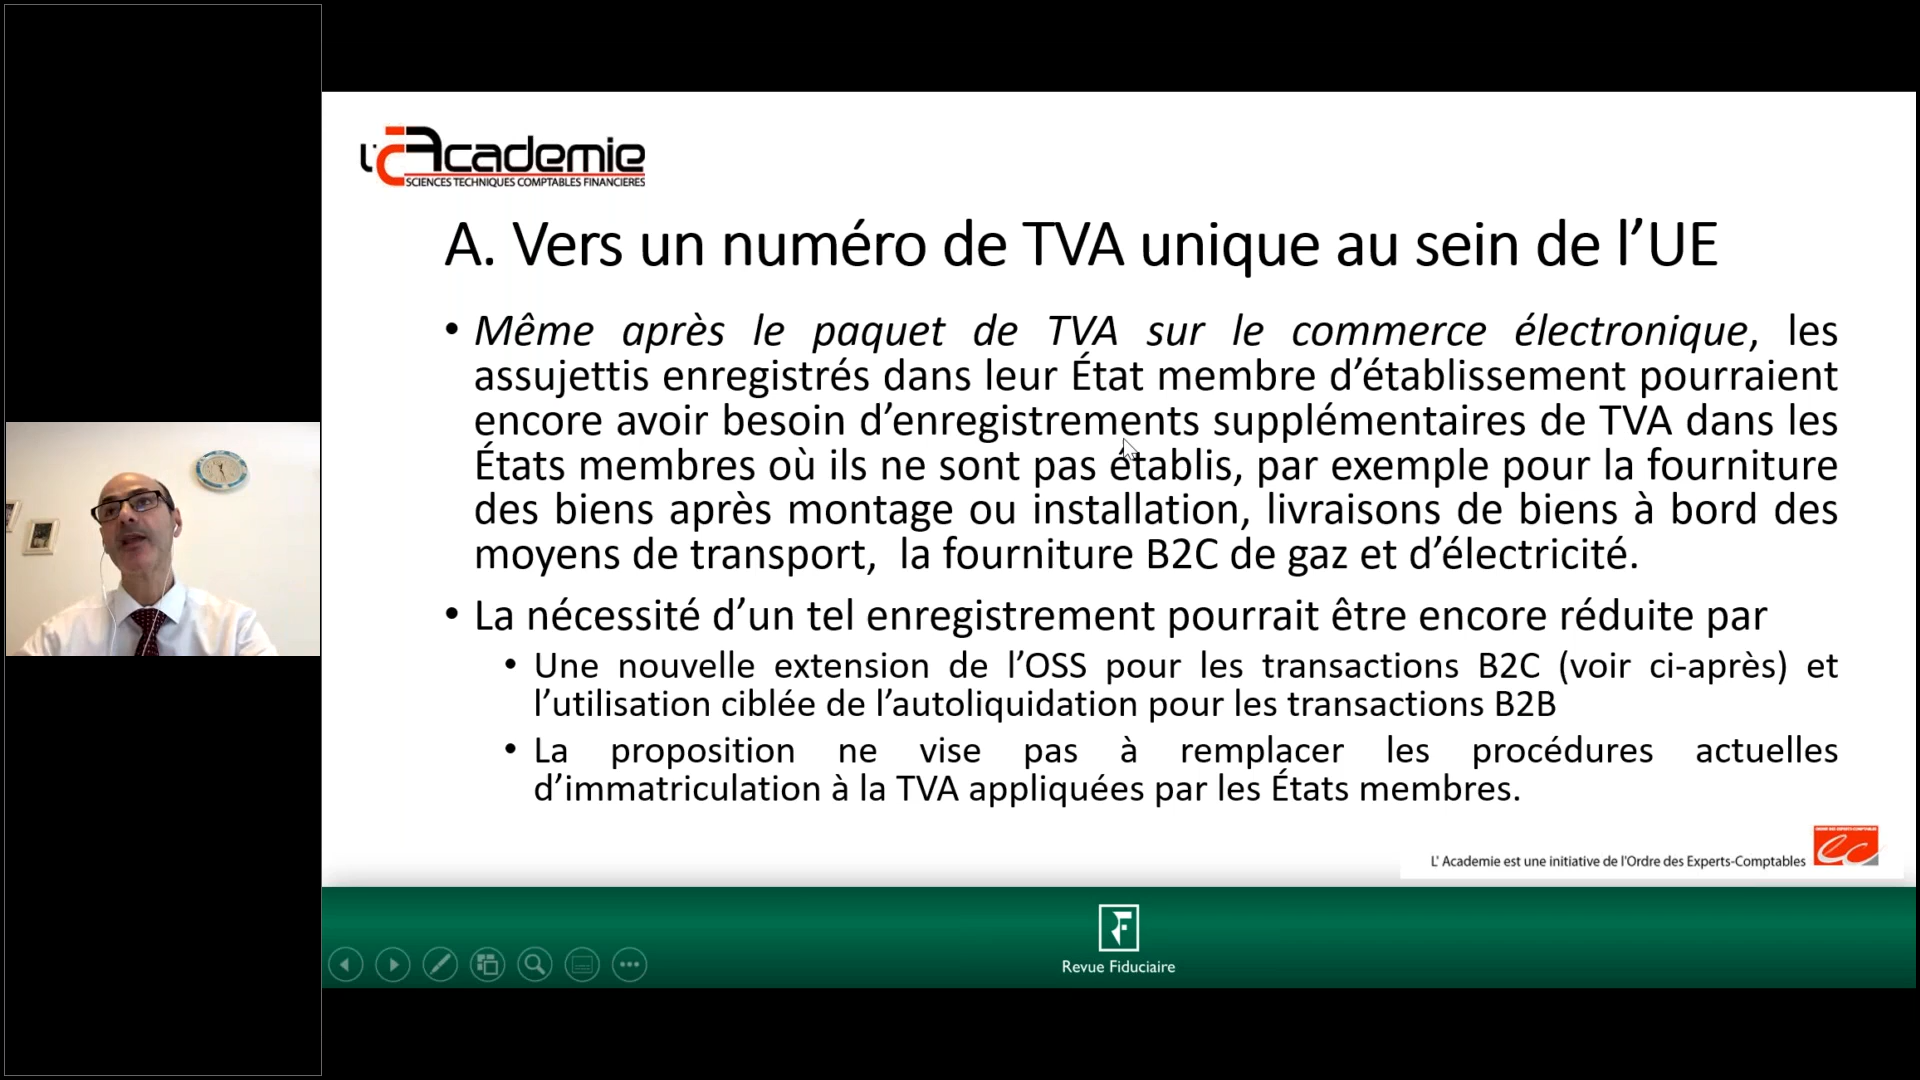 L'Academie
SCIENCES TECHNIQUES COMPTABLES FINANCIERES
A. Vers un numéro de TVA unique au sein de l’UE
• Même après le paquet de TVA sur le commerce électronique, les
assujettis enregistrés dans leur État membre d’établissement pourraient
encore avoir besoin d’enregistrements supplémentaires de TVA dans les
États membres où ils ne sont pas établis, par exemple pour la fourniture
des biens après montage ou installation, livraisons de biens à bord des
moyens de transport, la fourniture B2C de gaz et d’électricité.
• La nécessité d’un tel enregistrement pourrait être encore réduite par
• Une nouvelle extension de l’OSS pour les transactions B2C (voir ci-après) et
l’utilisation ciblée de l’autoliquidation pour les transactions B2B
• La proposition ne vise pas à remplacer les procédures actuelles
d’immatriculation à la TVA appliquées par les États membres.
ORDRE DES EXPERTS-COMPTABLES
ec
L' Academie est une initiative de l'Ordre des Experts-Comptables
RF
Revue Fiduciaire